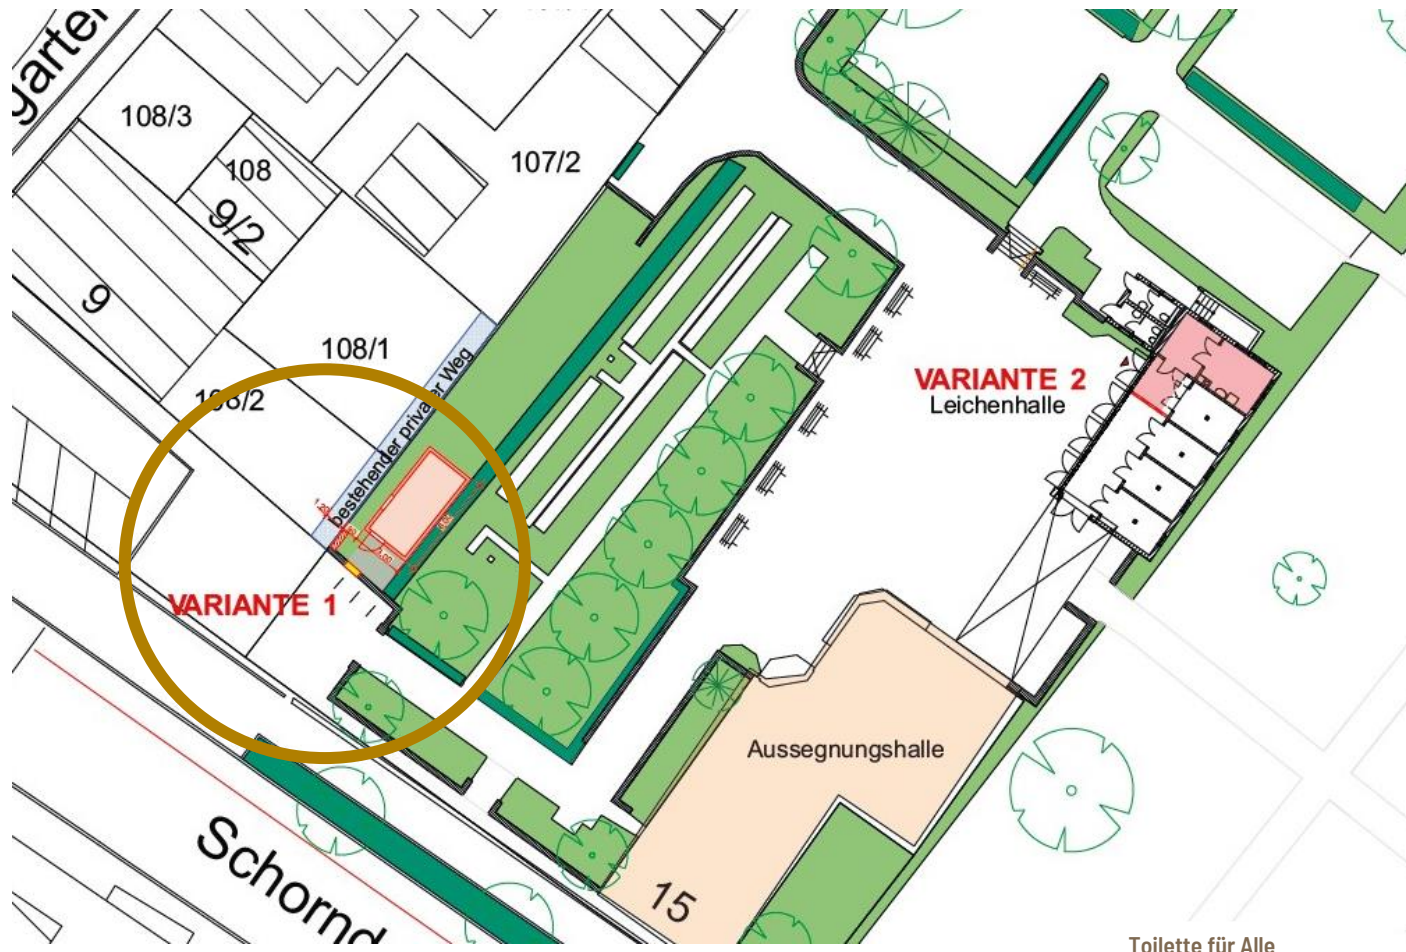 garten
108/3
108
9/2
9
107/2
108/1
108/2
bestehender privater Weg
VARIANTE 1
VARIANTE 2
Leichenhalle
Aussegnungshalle
15
Schornd
Toilette für Alle